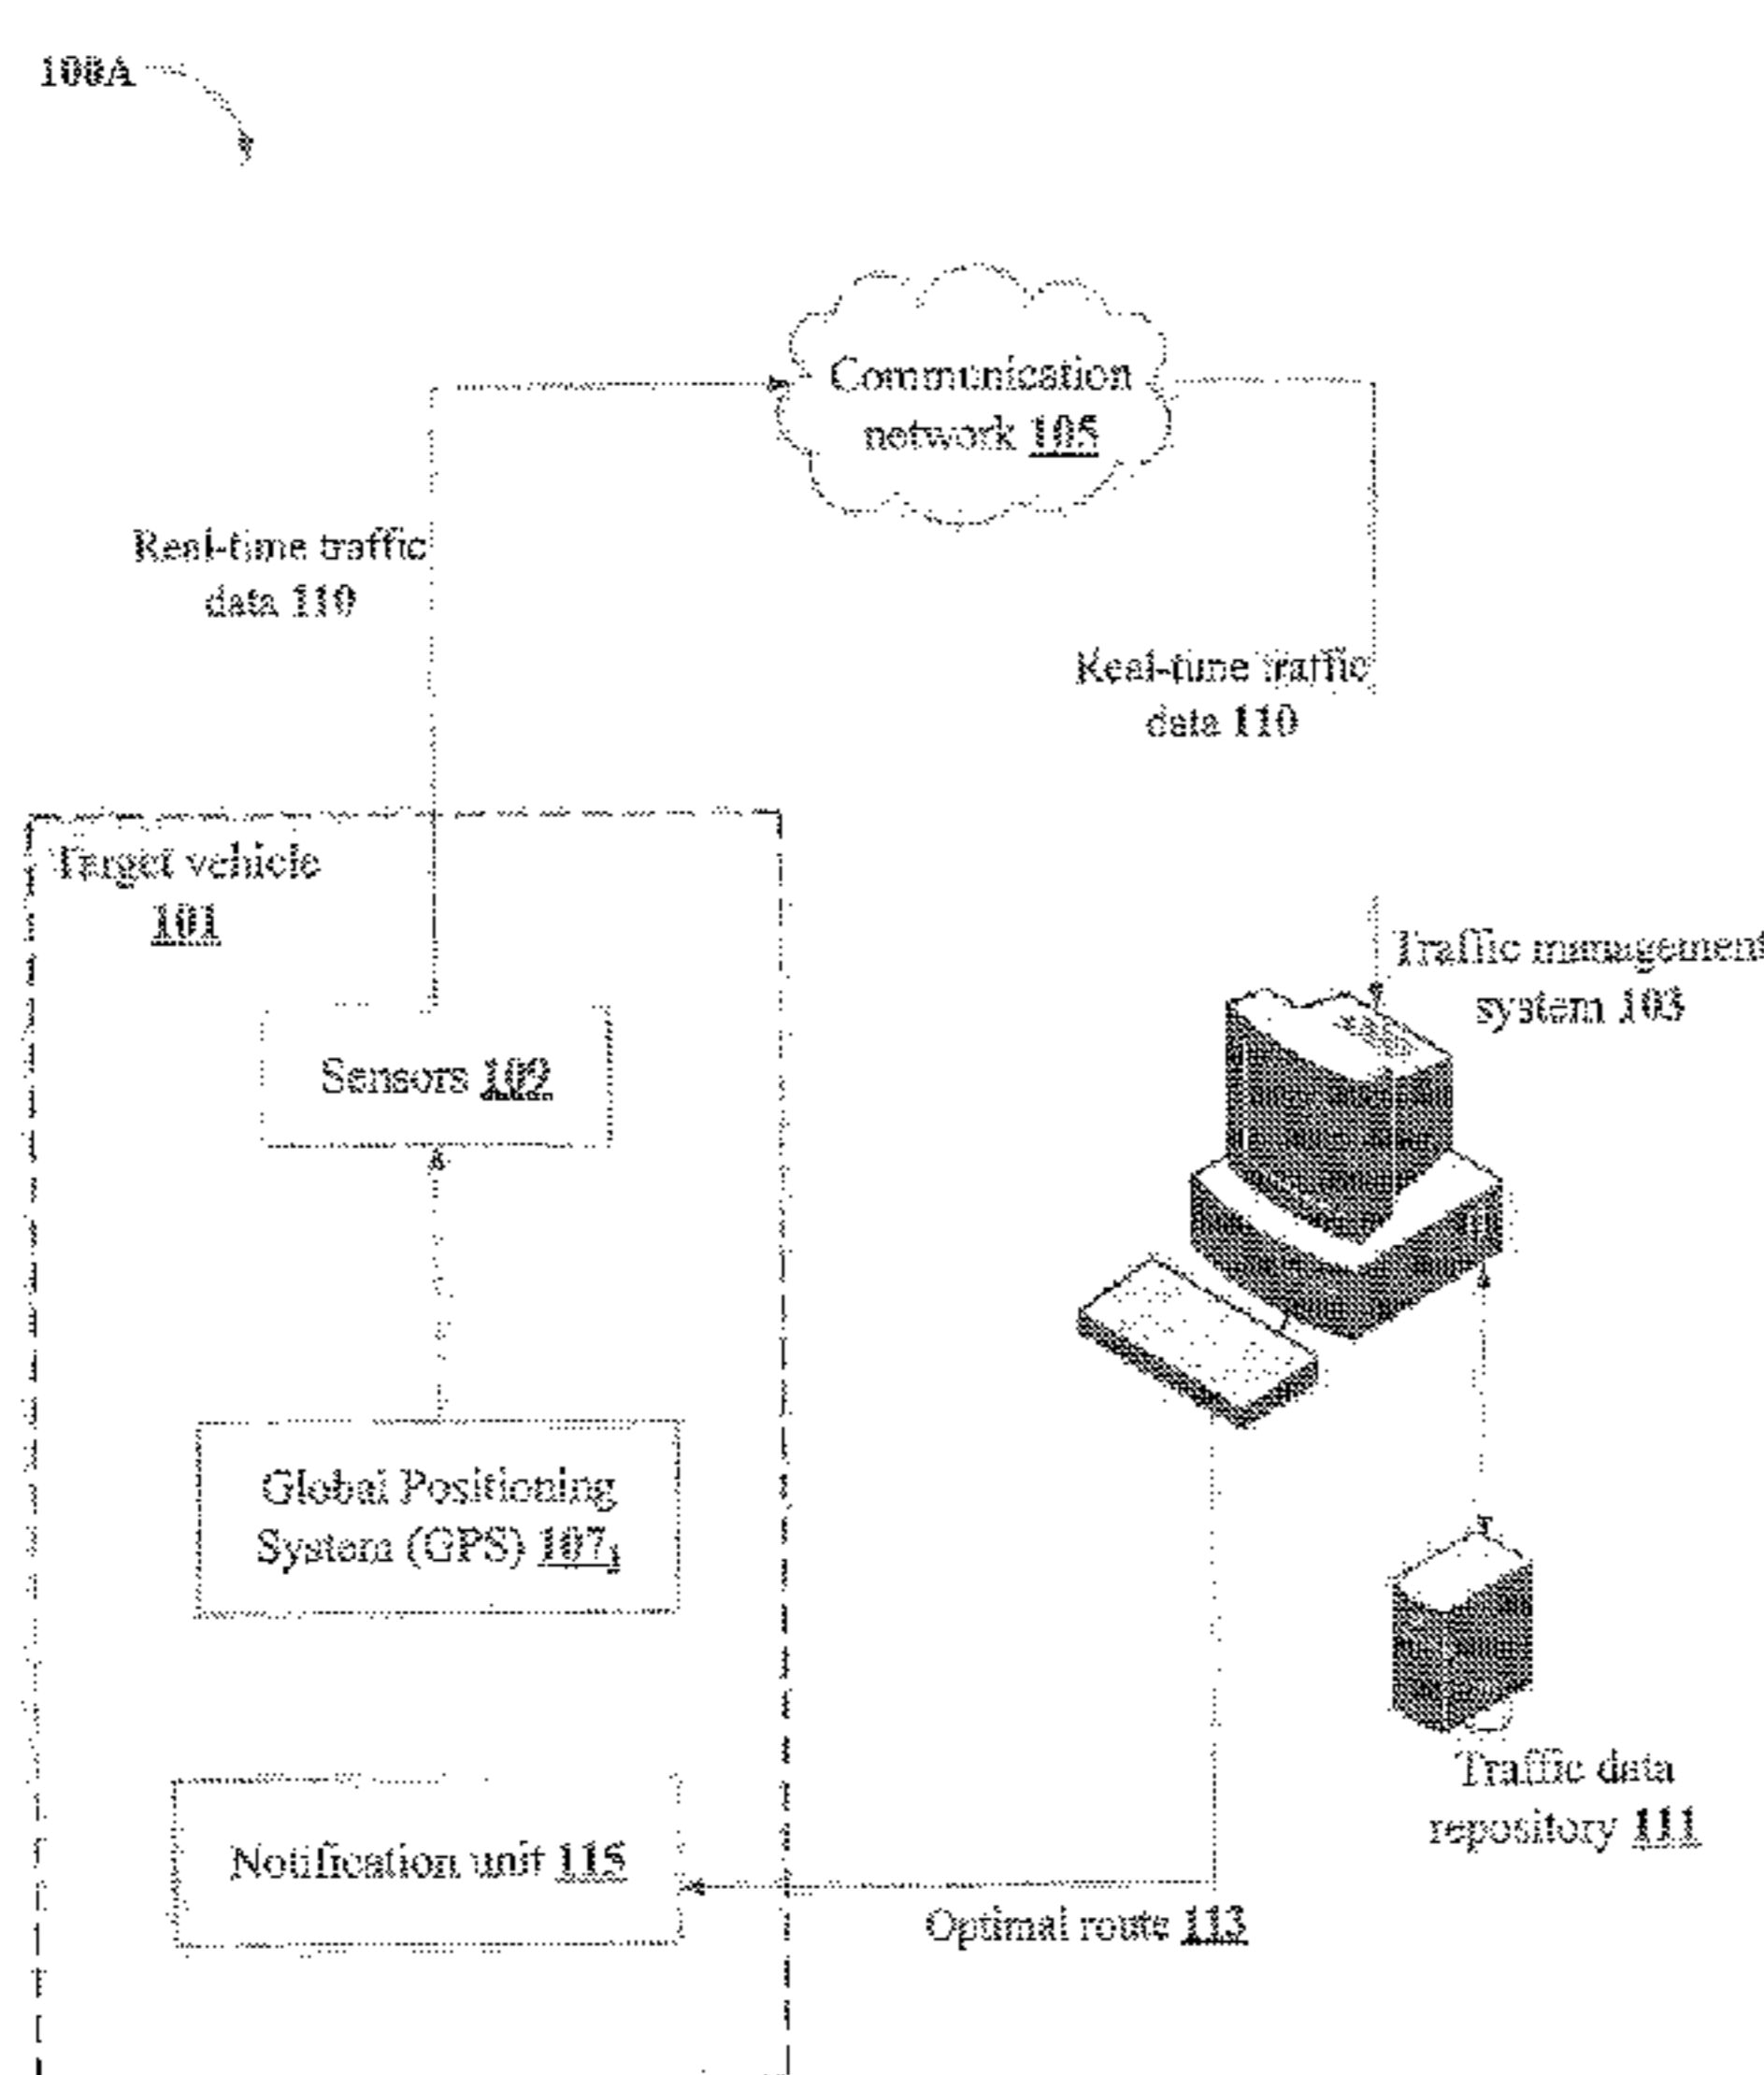 100A
Communication
network 105
Real-time traffic
data 110
Real-time traffic
data 110
Target vehicle
101
Traffic management
system 103
Sensors 109
Global Positioning
System (GPS) 107
Traffic data
repository 111
Notification unit 115
Optimal route 113